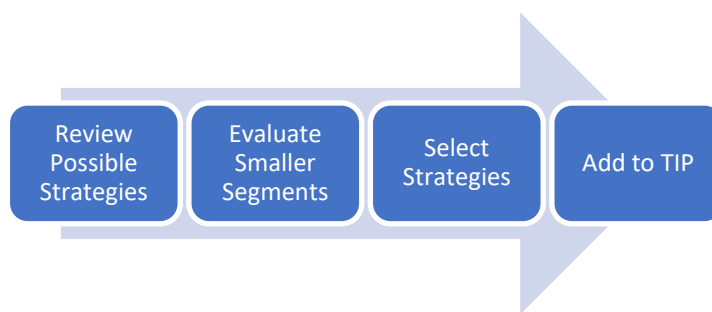 Review
Possible
Strategies
Evaluate
Smaller
Segments
Select
Strategies
Add to TIP